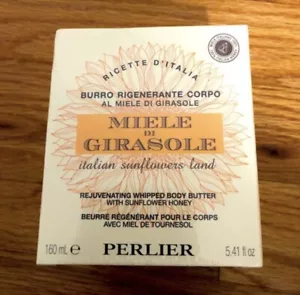 RICETTE D'ITALIA
BURRO RIGENERANTE CORPO
AL MIELE DI GIRASOLE
MIELE
DI
GIRASOLE
italian sunflowers land
REJUVENATING WHIPPED BODY BUTTER
WITH SUNFLOWER HONEY
BEURRE RÉGÉNÉRANT POUR LE CORPS
AVEC MIEL DE TOURNESOL
160 mL e
PERLIER
5.41 fl oz